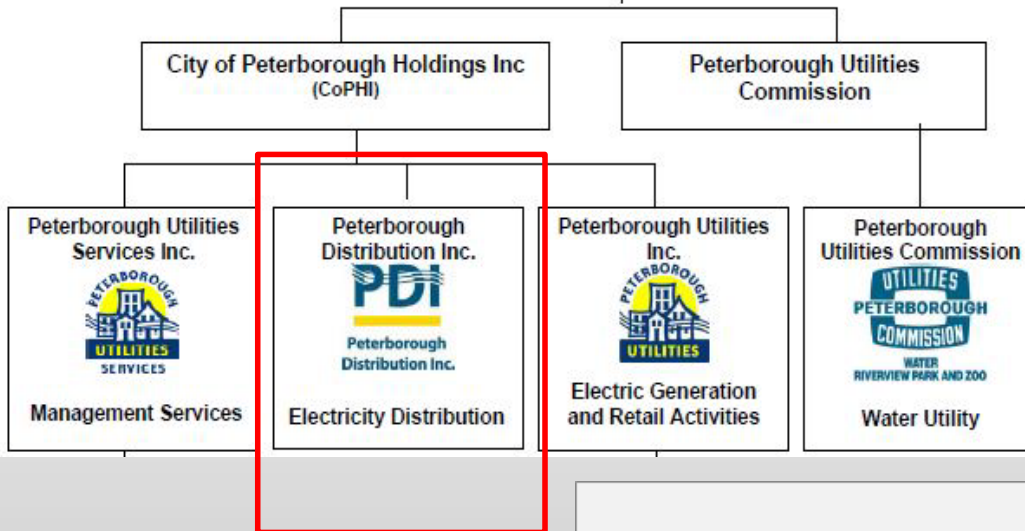 City of Peterborough Holdings Inc
(CoPHI)
Peterborough Utilities
Commission
Peterborough Utilities
Services Inc.
PETERBOROUGH
UTILITIES
SERVICES
Management Services
Peterborough
Distribution Inc.
PDI
Peterborough
Distribution Inc.
Electricity Distribution
Peterborough Utilities
Inc.
PETERBOROUGH
UTILITIES
Electric Generation
and Retail Activities
Peterborough
Utilities Commission
UTILITIES
PETERBOROUGH
COMMISSION
WATER
RIVERVIEW PARK AND ZOO
Water Utility